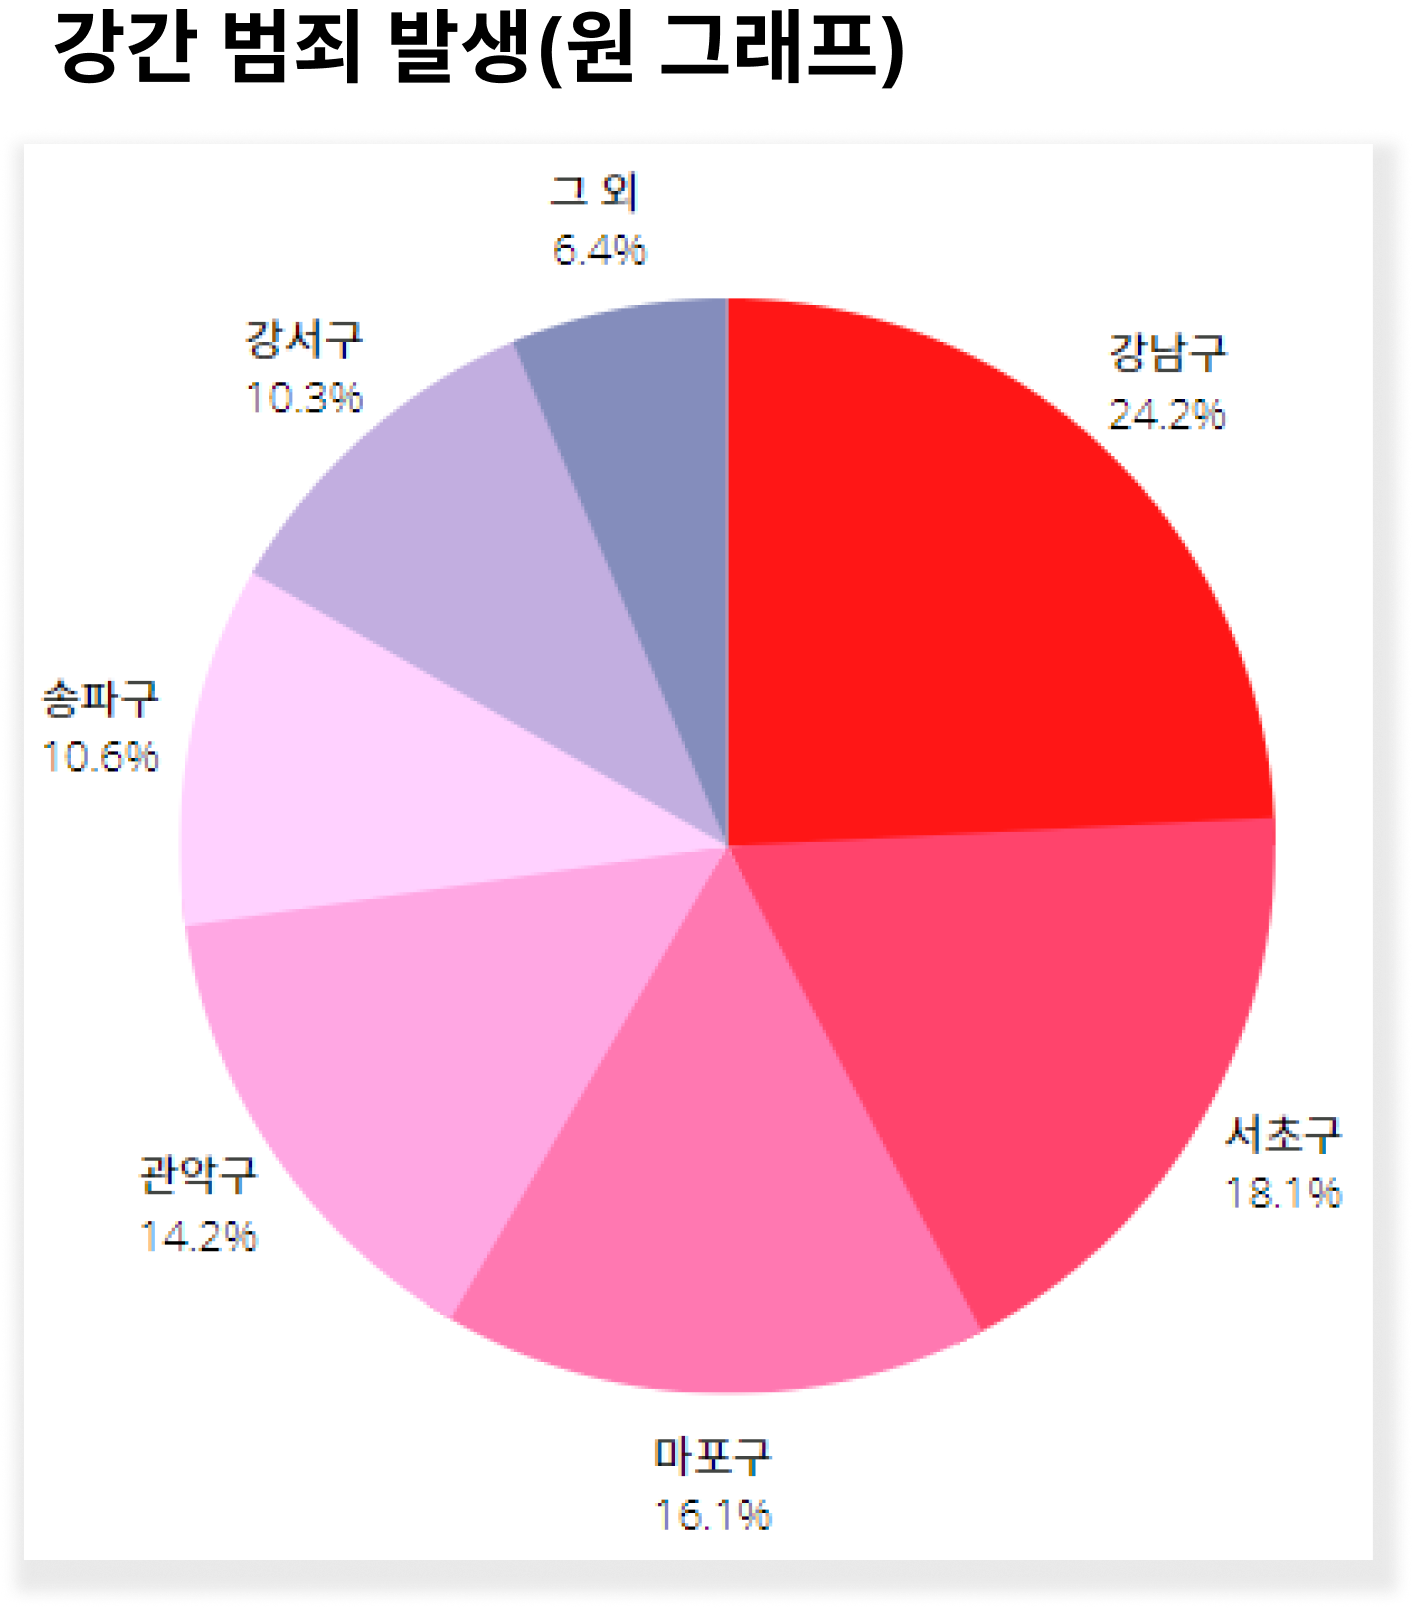 강간 범죄 발생(원 그래프)
그 외
6.4%
강남구
24.2%
서초구
18.1%
마포구
16.1%
관악구
14.2%
송파구
10.6%
강서구
10.3%